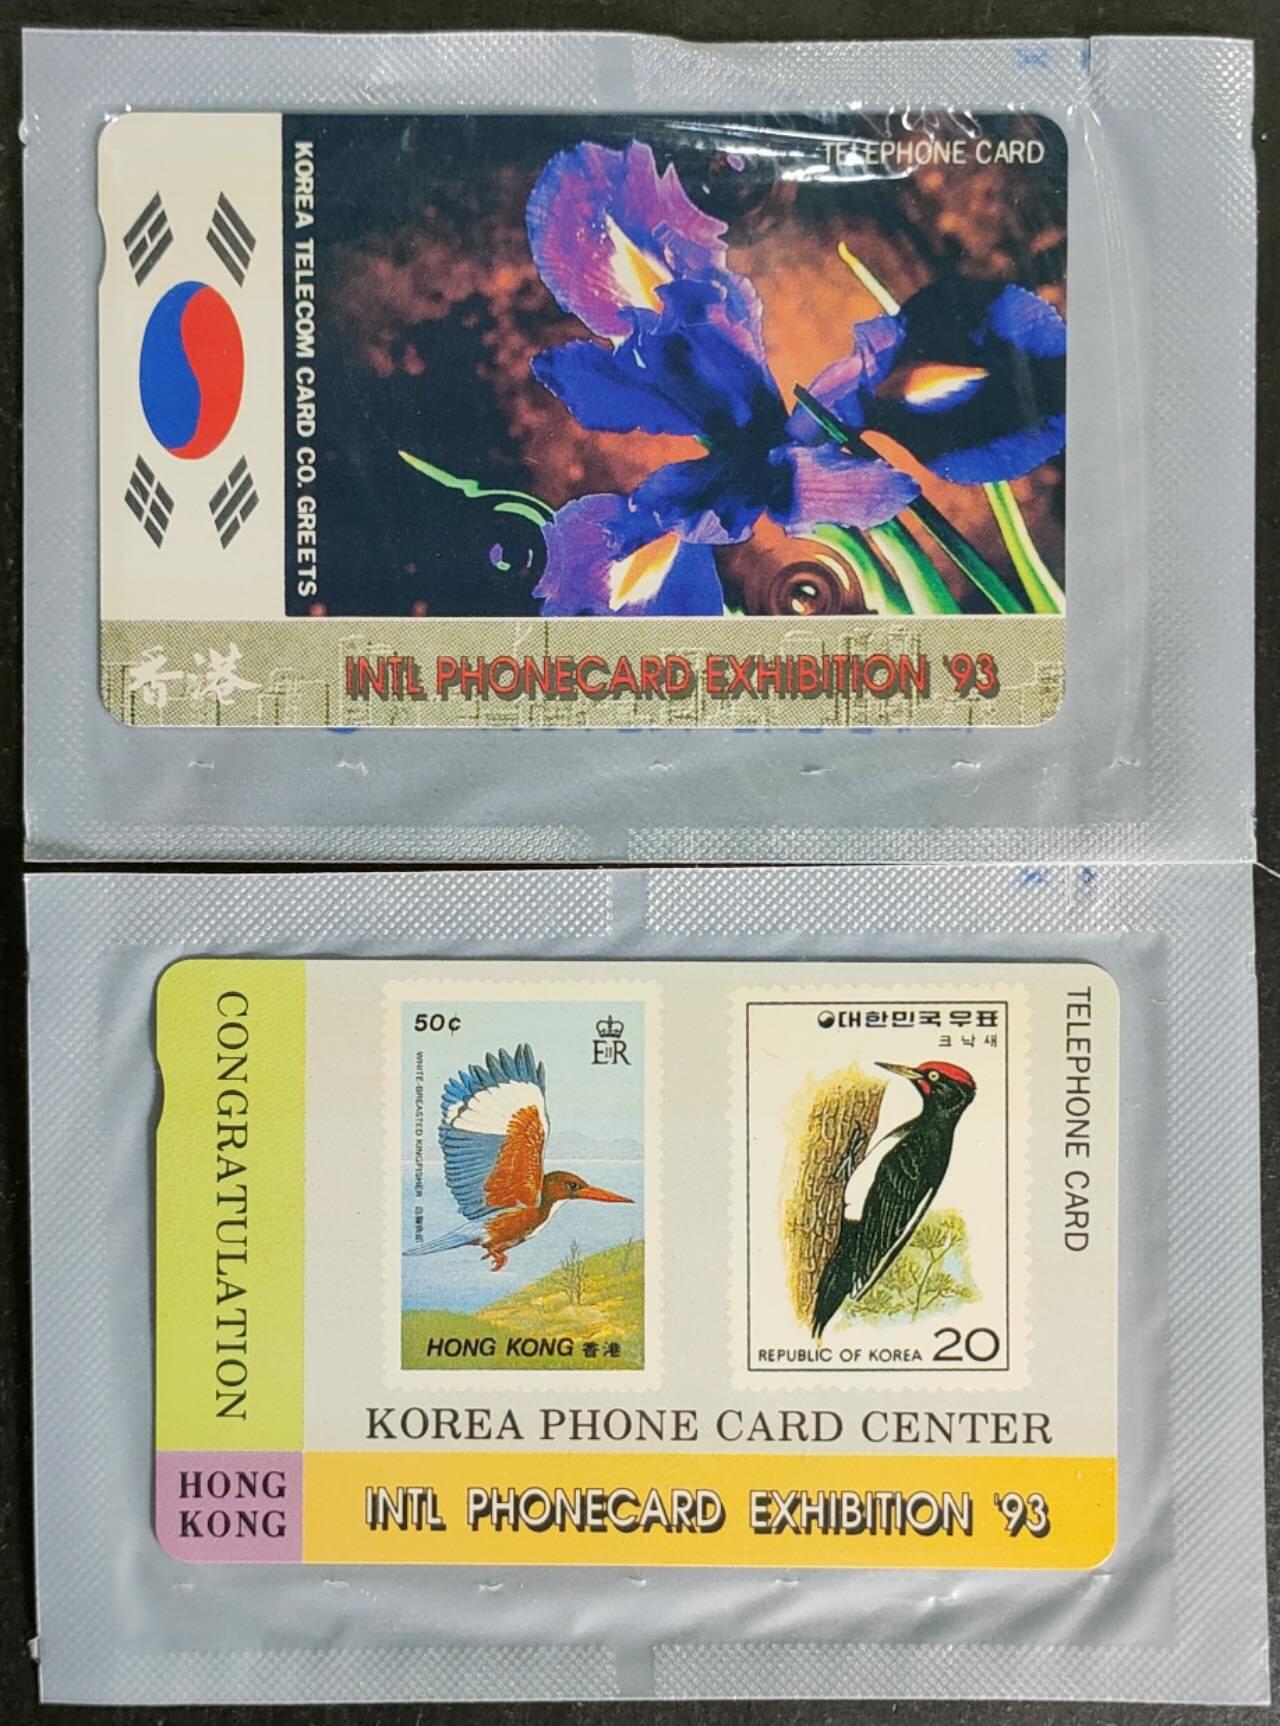 TELEPHONE CARD
KOREA TELECOM CARD CO. GREETS
香港
INTL PHONECARD EXHIBITION '93
CONGRATULATION
50¢
EIIR
WHITE-BREASTED KINGFISHER
HONG KONG 香港
대한민국우표
크낙새
REPUBLIC OF KOREA 20
TELEPHONE CARD
KOREA PHONE CARD CENTER
HONG
KONG
INTL PHONECARD EXHIBITION '93